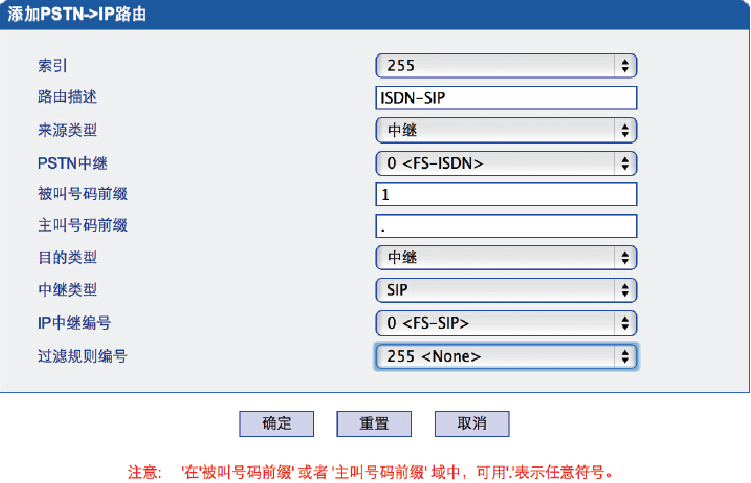 添加PSTN->IP路由
索引 255
路由描述 ISDN-SIP
来源类型 中继
PSTN中继 0 <FS-ISDN>
被叫号码前缀 1
主叫号码前缀 .
目的类型 中继
中继类型 SIP
IP中继编号 0 <FS-SIP>
过滤规则编号 255 <None>
确定 重置 取消
注意: '在'被叫号码前缀' 或者 '主叫号码前缀' 域中，可用'.'表示任意符号。